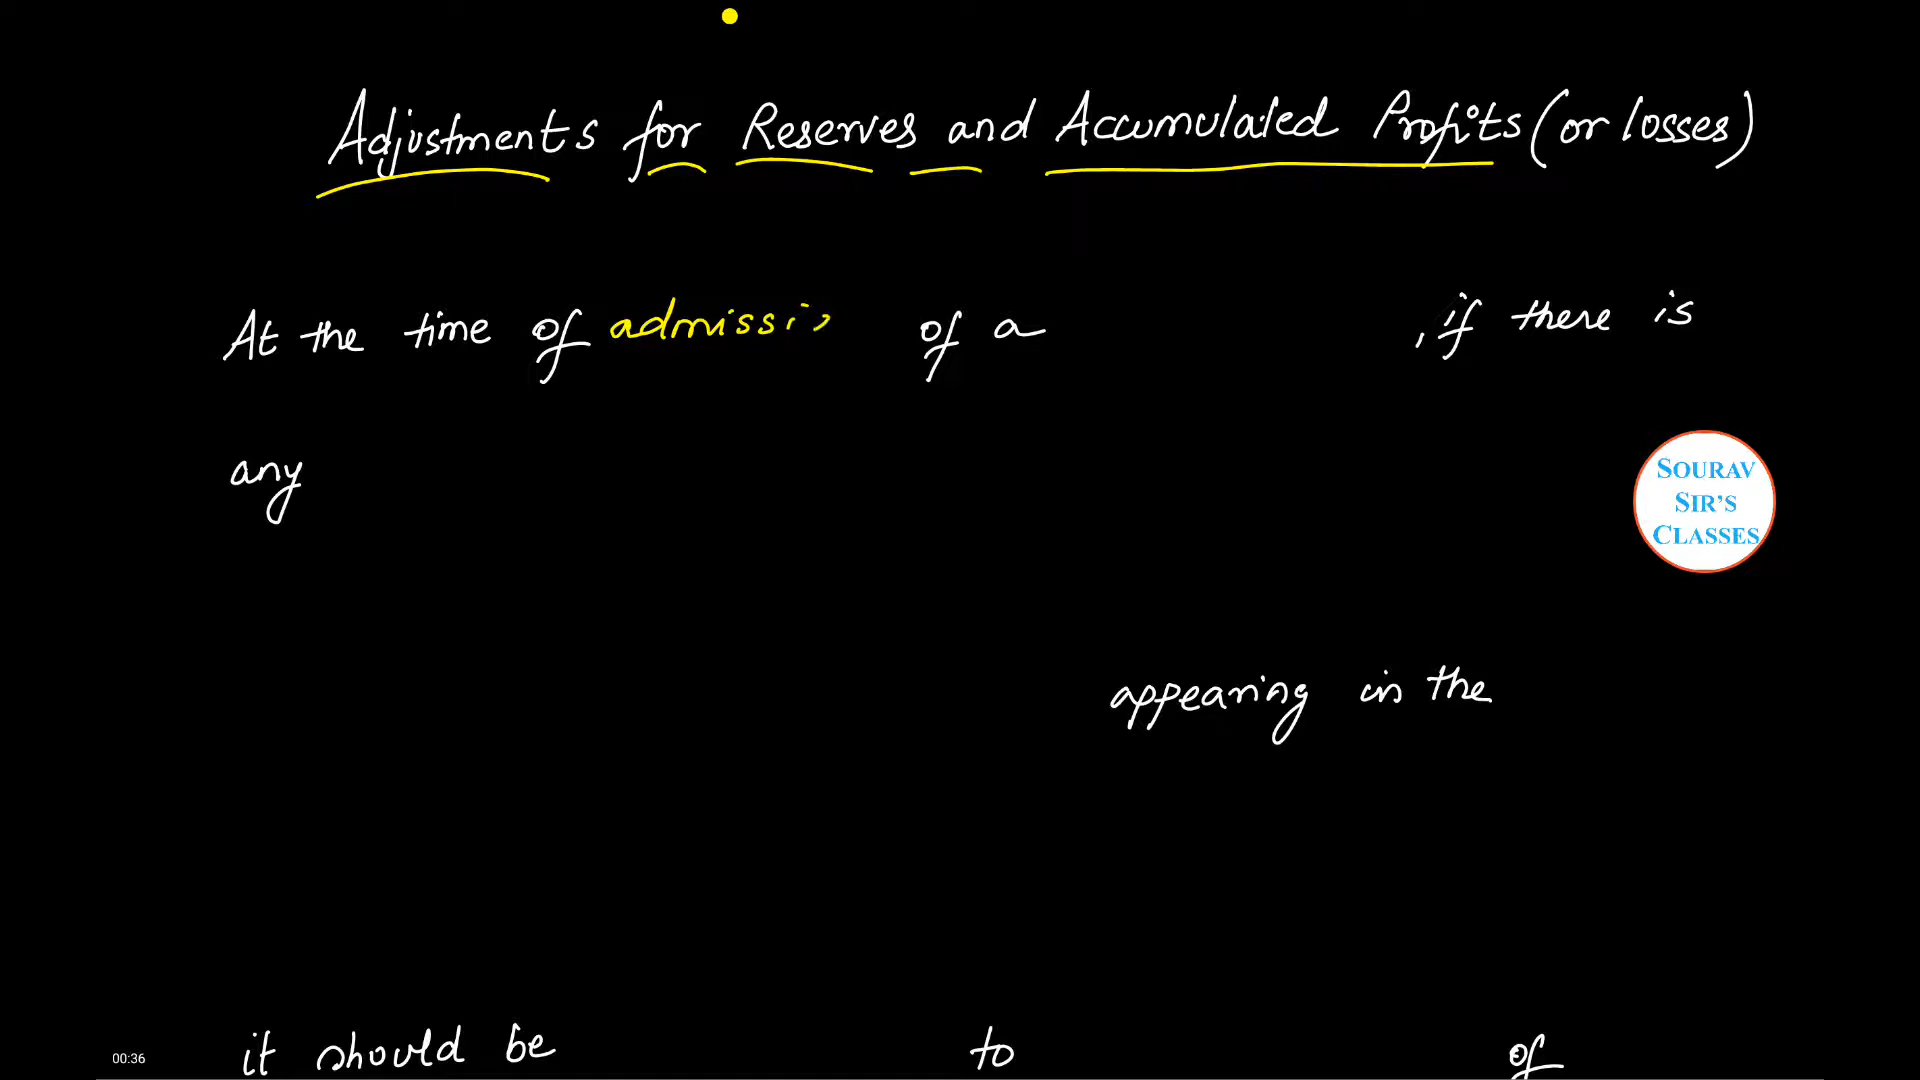 Adjustments for Reserves and Accumulated Profits (or losses)
At the time of admissi of a , if there is
any
SOURAV
SIR'S
CLASSES
appearing in the
it should be to of
00:36